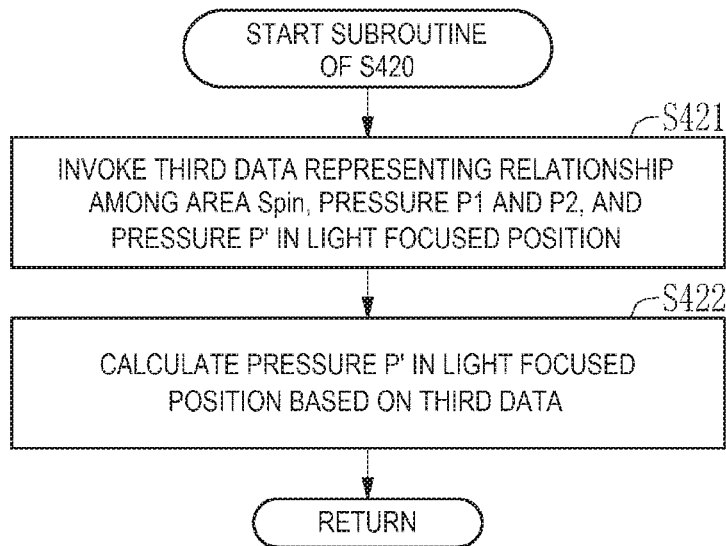 START SUBROUTINE
OF S420
S421
INVOKE THIRD DATA REPRESENTING RELATIONSHIP
AMONG AREA Spin, PRESSURE P1 AND P2, AND
PRESSURE P' IN LIGHT FOCUSED POSITION
S422
CALCULATE PRESSURE P' IN LIGHT FOCUSED
POSITION BASED ON THIRD DATA
RETURN